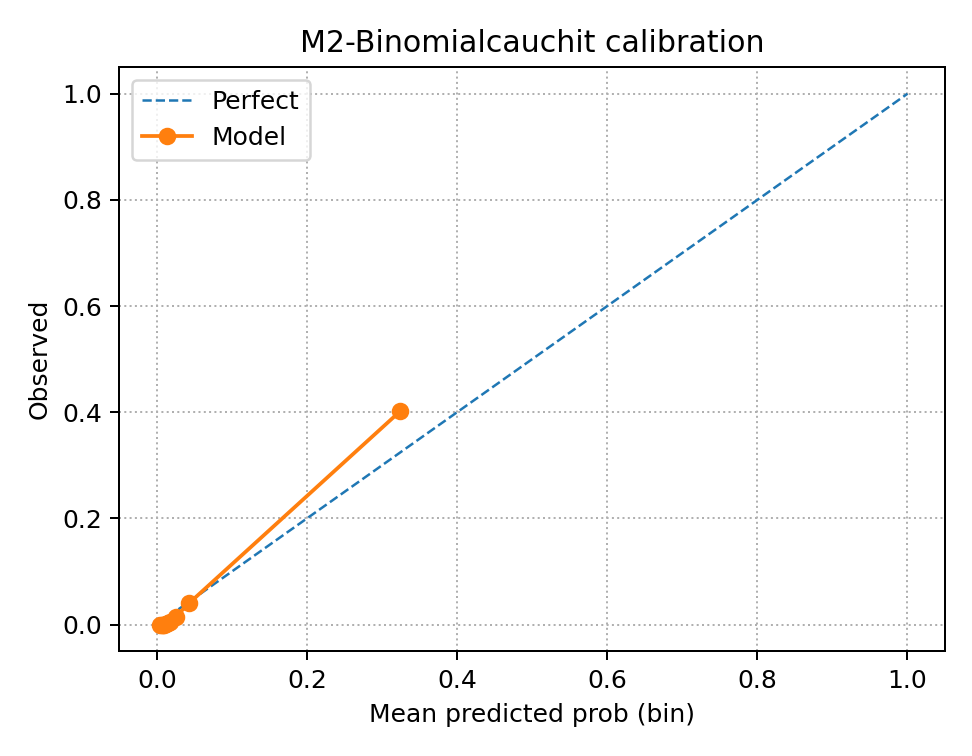 M2-Binomialcauchit calibration
Perfect
Model
1.0
0.8
0.6
0.4
0.2
0.0
Observed
0.0 0.2 0.4 0.6 0.8 1.0
Mean predicted prob (bin)